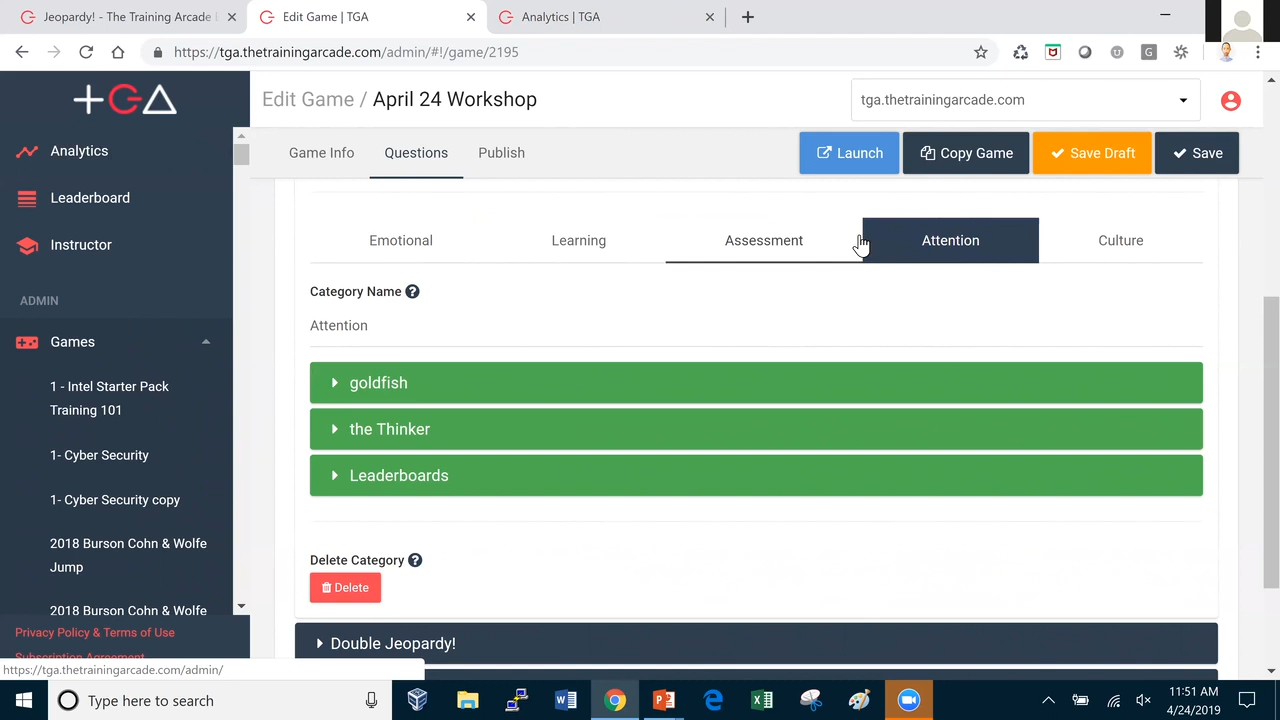 Jeopardy! - The Training Arcade
Edit Game | TGA
Analytics | TGA
https://tga.thetrainingarcade.com/admin/#!/game/2195
Edit Game / April 24 Workshop
tga.thetrainingarcade.com
Analytics
Leaderboard
Instructor
ADMIN
Games
1 - Intel Starter Pack
Training 101
1- Cyber Security
1- Cyber Security copy
2018 Burson Cohn & Wolfe
Jump
2018 Burson Cohn & Wolfe
Privacy Policy & Terms of Use
Subscription Agreement
https://tga.thetrainingarcade.com/admin/
Game Info
Questions
Publish
Launch
Copy Game
Save Draft
Save
Emotional
Learning
Assessment
Attention
Culture
Category Name
Attention
goldfish
the Thinker
Leaderboards
Delete Category
Delete
Double Jeopardy!
Type here to search
11:51 AM
4/24/2019